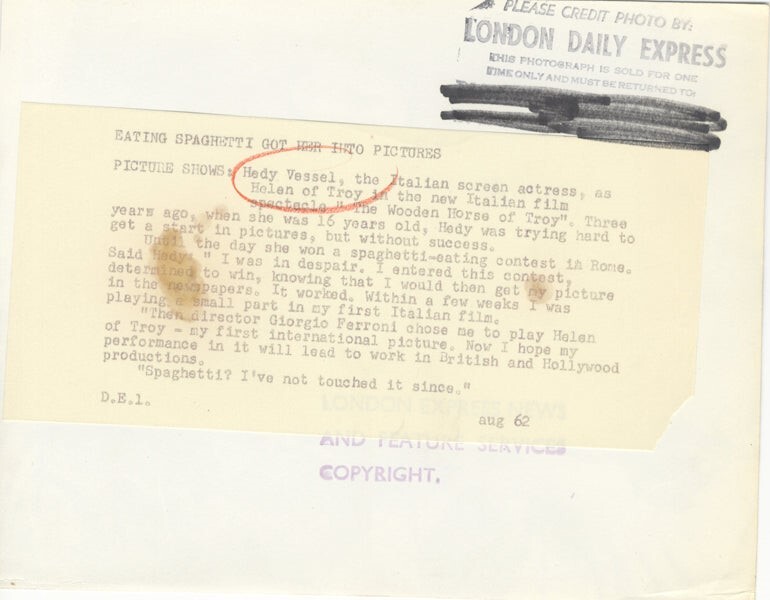 PLEASE CREDIT PHOTO BY:
LONDON DAILY EXPRESS
THIS PHOTOGRAPH IS SOLD FOR ONE
TIME ONLY AND MUST BE RETURNED TO:
EATING SPAGHETTI GOT HER INTO PICTURES
PICTURE SHOWS: Hedy Vessel, the Italian screen actress, as
Helen of Troy in the new Italian film
spectacle " The Wooden Horse of Troy". Three
years ago, when she was 16 years old, Hedy was trying hard to
get a start in pictures, but without success.
Until the day she won a spaghetti-eating contest in Rome.
Said Hedy: " I was in despair. I entered this contest,
determined to win, knowing that I would then get my picture
in the newspapers. It worked. Within a few weeks I was
playing a small part in my first Italian film.
"Then director Giorgio Ferroni chose me to play Helen
of Troy - my first international picture. Now I hope my
performance in it will lead to work in British and Hollywood
productions.
"Spaghetti? I've not touched it since."
D.E.1.
aug 62
LONDON EXPRESS NEWS
AND FEATURE SERVICES
COPYRIGHT.